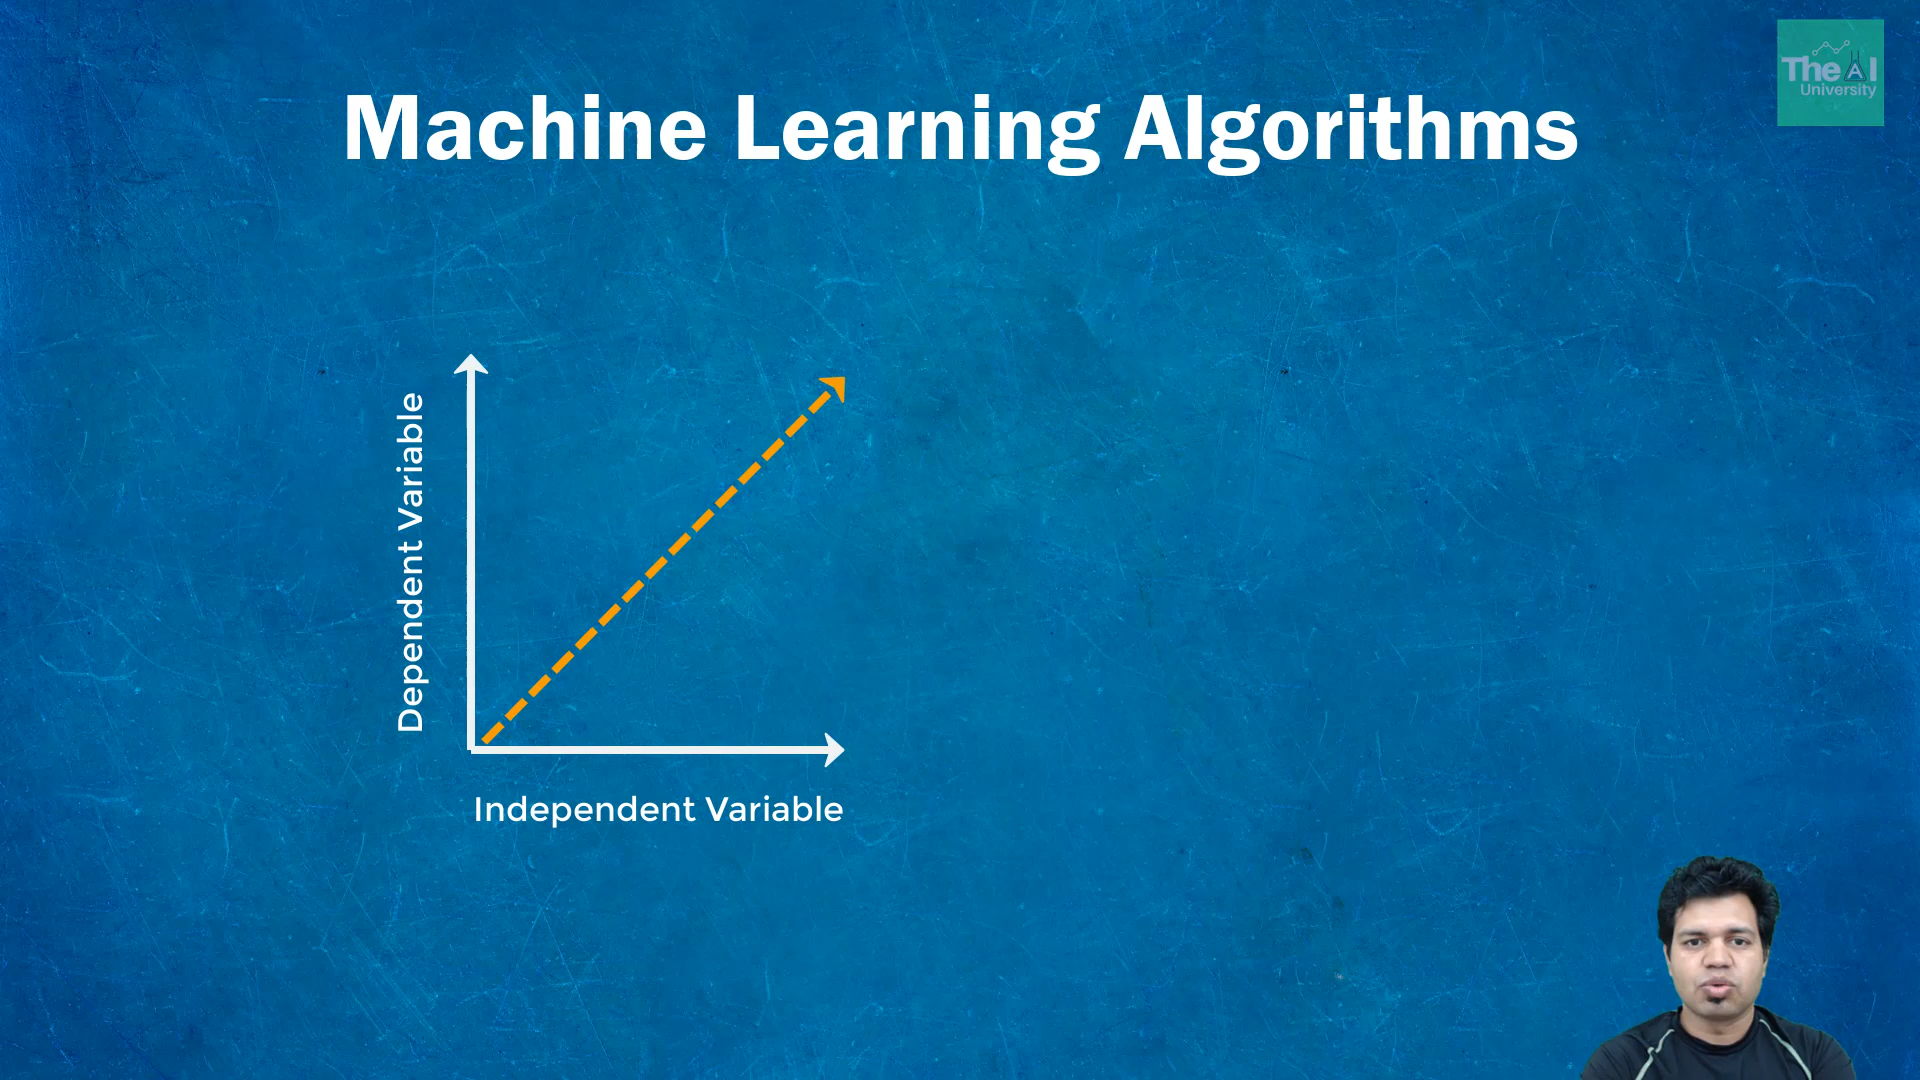 The AI
University
Machine Learning Algorithms
Dependent Variable
Independent Variable